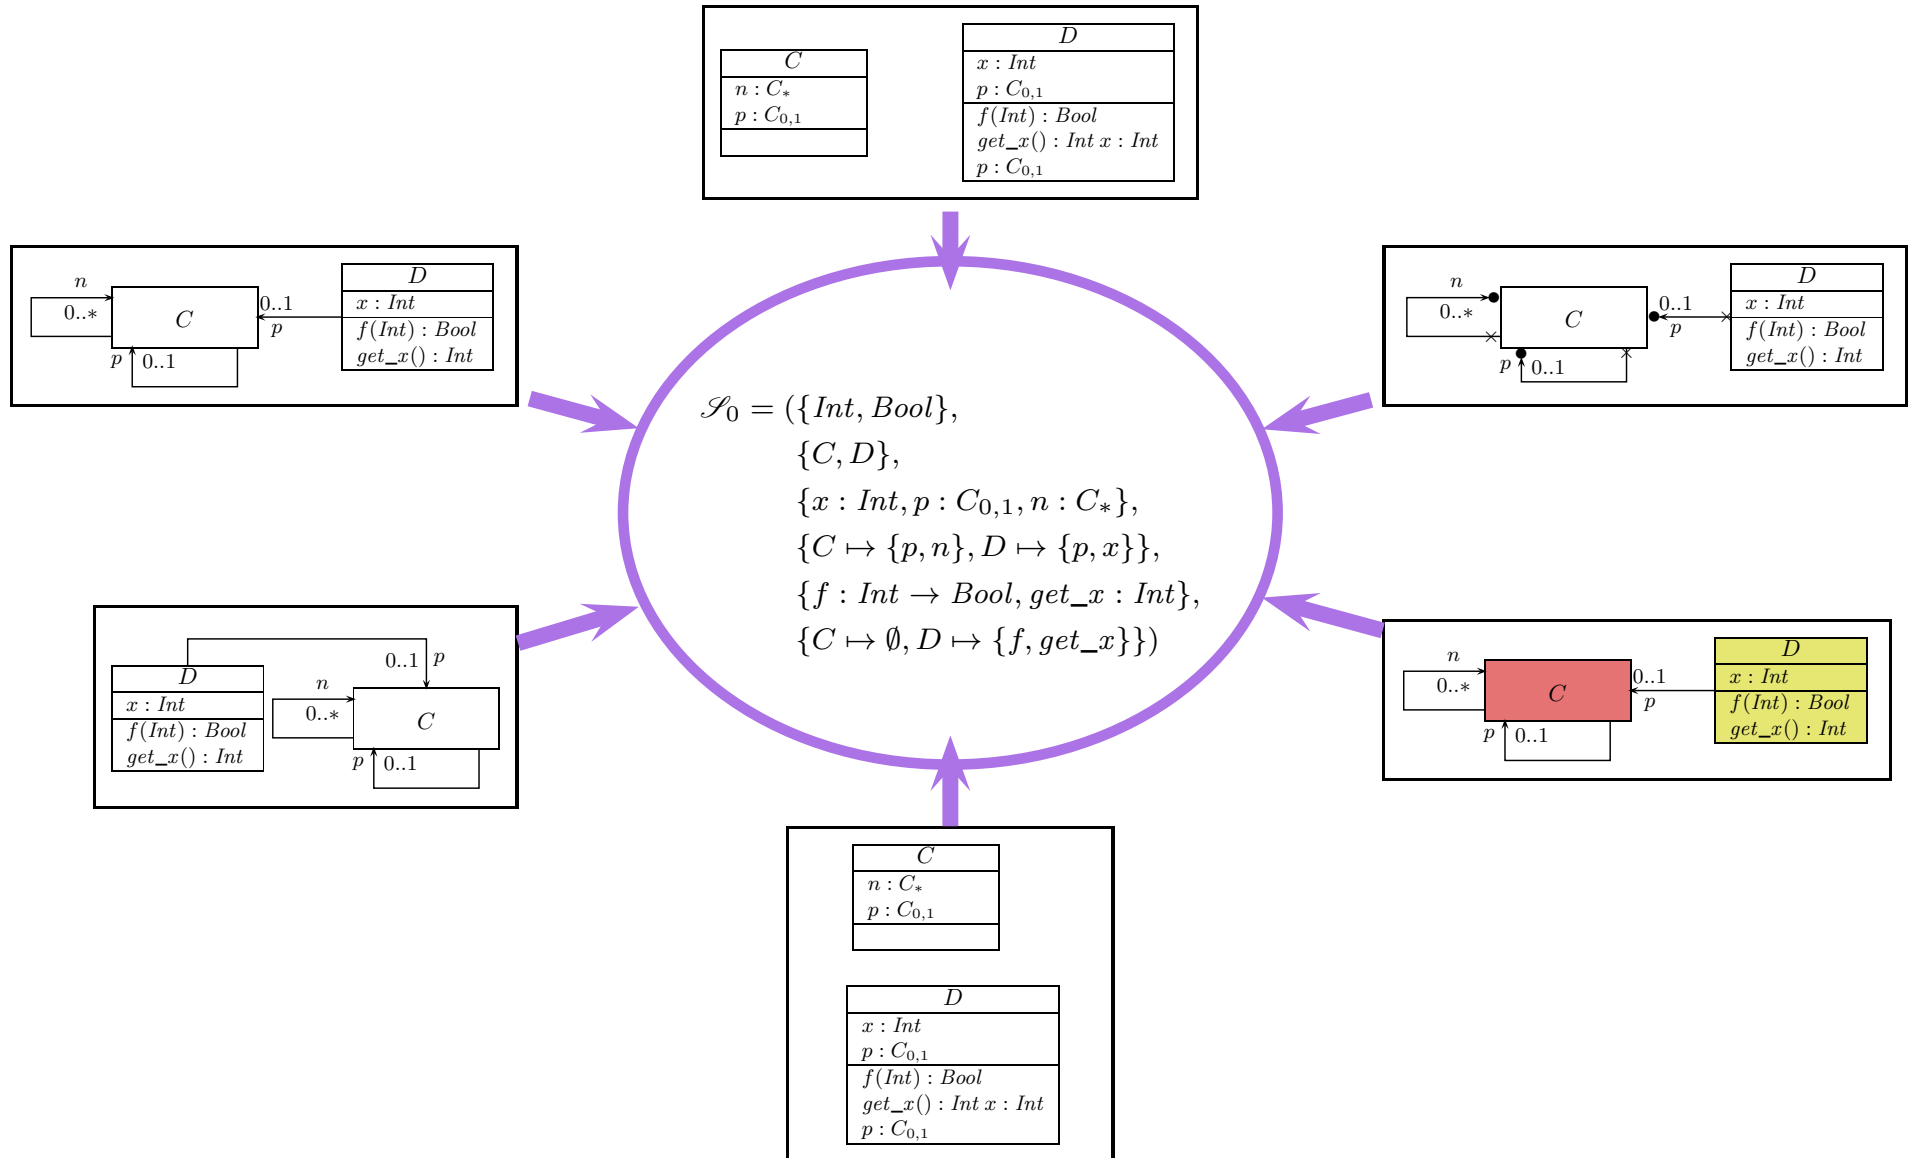 C
n : C*
p : C0,1
D
x : Int
p : C0,1
f(Int) : Bool
get_x() : Int x : Int
p : C0,1
n
0..*
C
p
0..1
0..1
p
D
x : Int
f(Int) : Bool
get_x() : Int
n
0..*
C
p
0..1
0..1
p
D
x : Int
f(Int) : Bool
get_x() : Int
𝒮0 = ({Int, Bool},
{C, D},
{x : Int, p : C0,1, n : C*},
{C ↦ {p, n}, D ↦ {p, x}},
{f : Int → Bool, get_x : Int},
{C ↦ ∅, D ↦ {f, get_x}})
0..1
p
D
x : Int
f(Int) : Bool
get_x() : Int
n
0..*
C
p
0..1
n
0..*
C
p
0..1
0..1
p
D
x : Int
f(Int) : Bool
get_x() : Int
C
n : C*
p : C0,1
D
x : Int
p : C0,1
f(Int) : Bool
get_x() : Int x : Int
p : C0,1